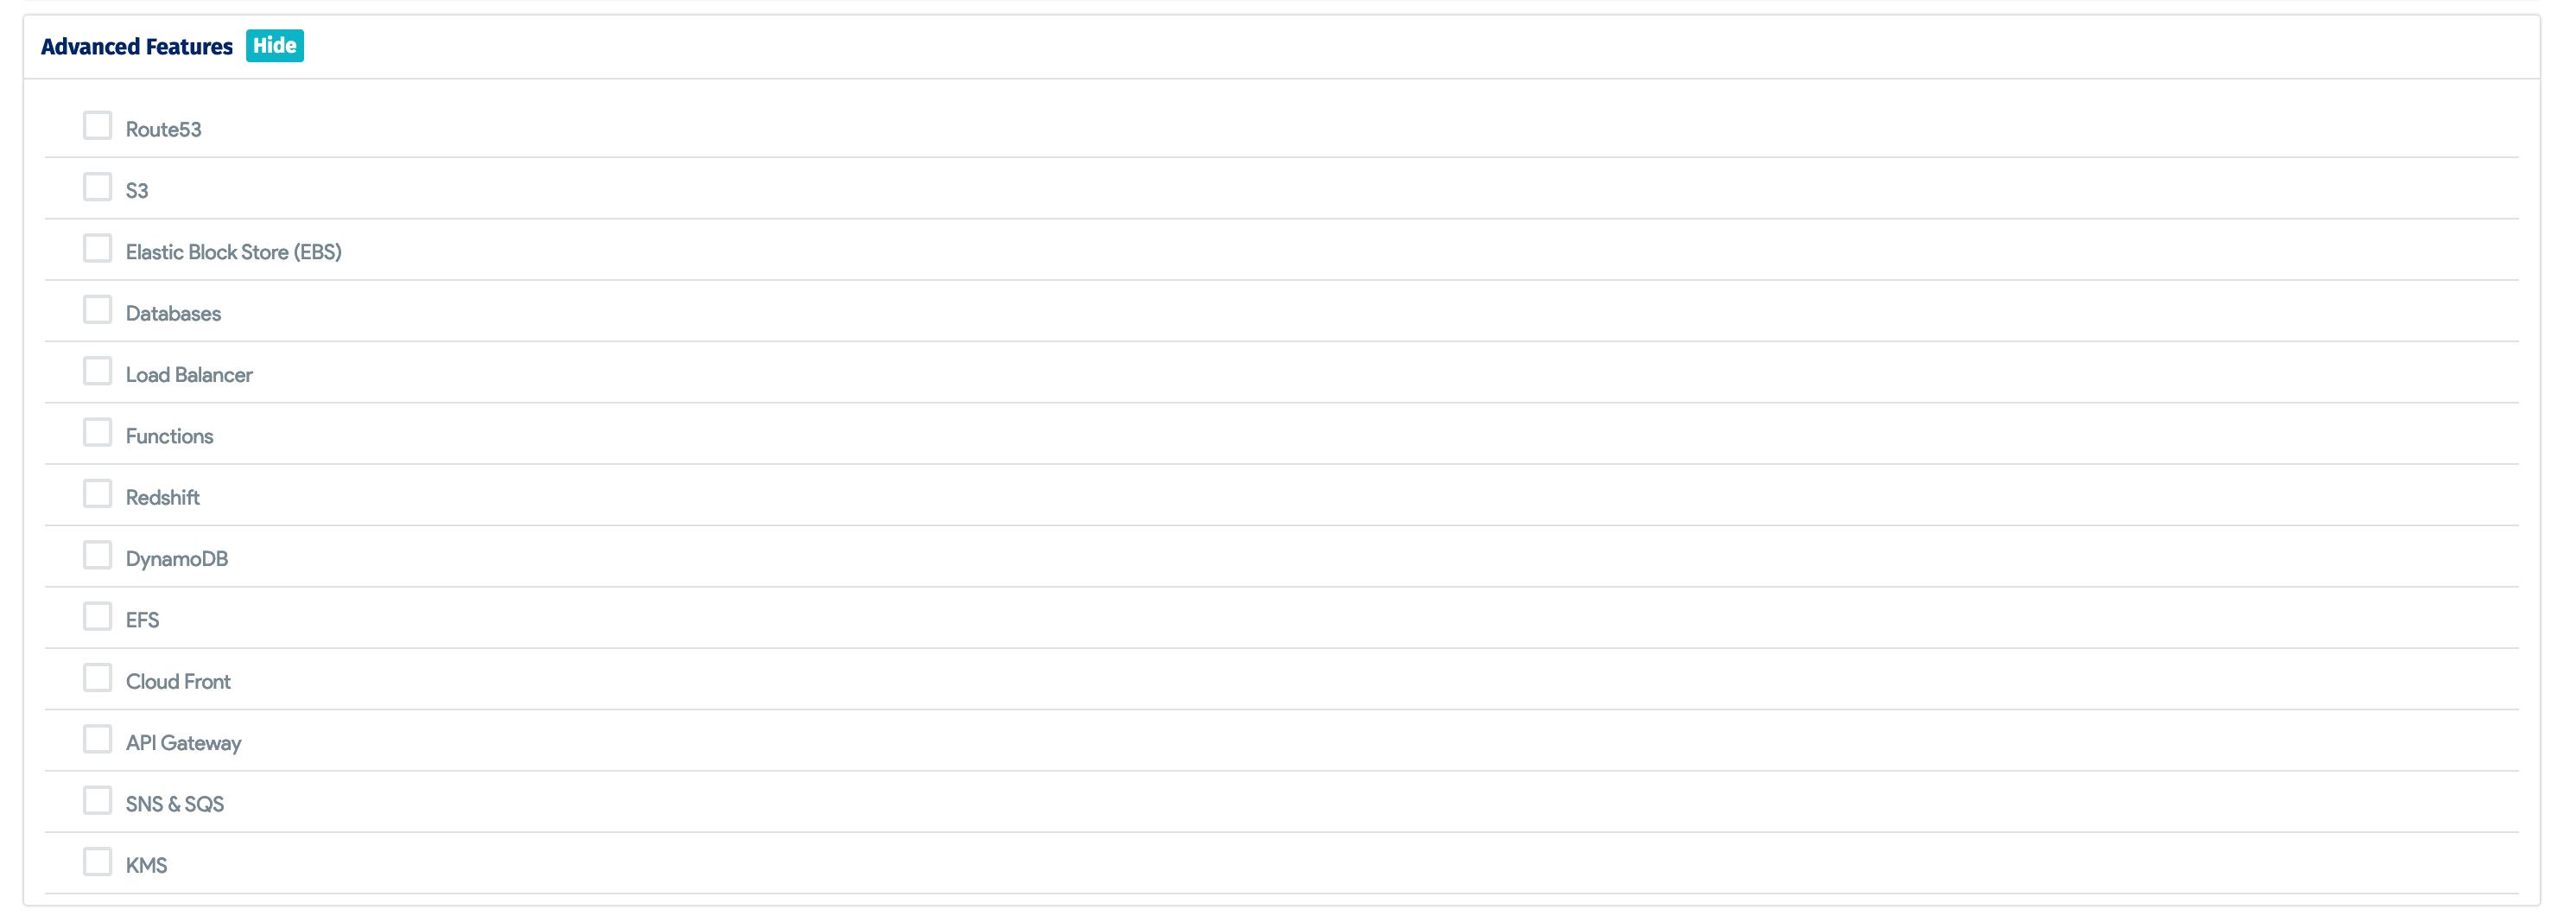 Advanced Features Hide
Route53
S3
Elastic Block Store (EBS)
Databases
Load Balancer
Functions
Redshift
DynamoDB
EFS
Cloud Front
API Gateway
SNS & SQS
KMS